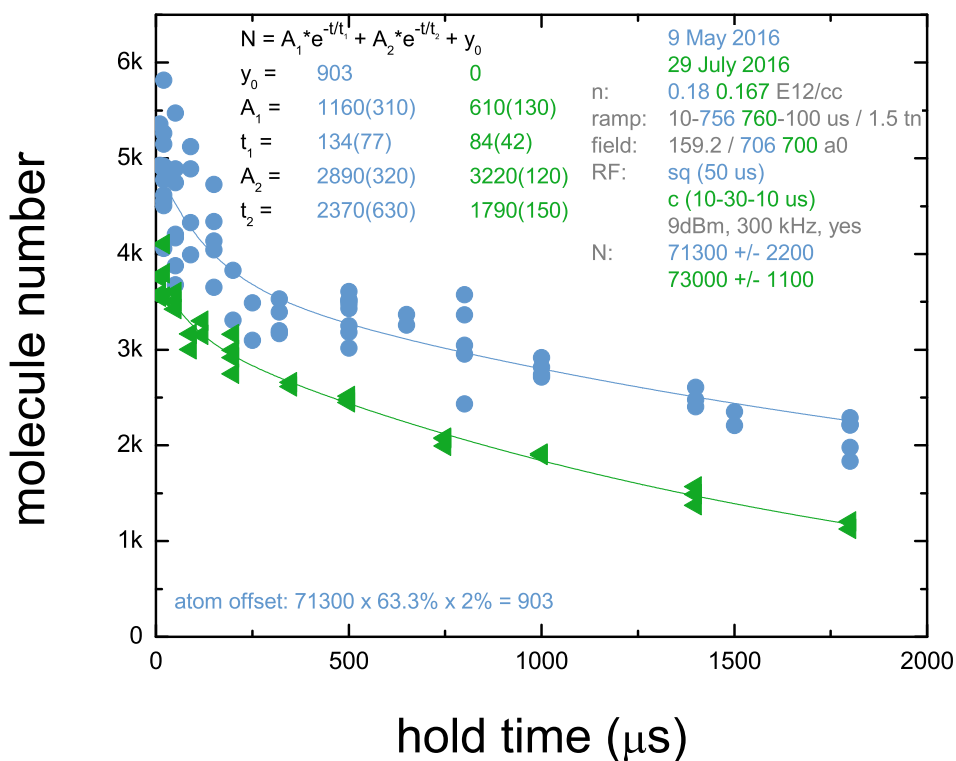 N = A₁*e^-t/t₁ + A₂*e^-t/t₂ + y₀
y₀ = 903 0
A₁ = 1160(310) 610(130)
t₁ = 134(77) 84(42)
A₂ = 2890(320) 3220(120)
t₂ = 2370(630) 1790(150)
9 May 2016
29 July 2016
n: 0.18 0.167 E12/cc
ramp: 10-756 760-100 us / 1.5 tn
field: 159.2 / 706 700 a0
RF: sq (50 us)
c (10-30-10 us)
9dBm, 300 kHz, yes
N: 71300 +/- 2200
73000 +/- 1100
6k
5k
4k
3k
2k
1k
0
molecule number
atom offset: 71300 x 63.3% x 2% = 903
0 500 1000 1500 2000
hold time (μs)